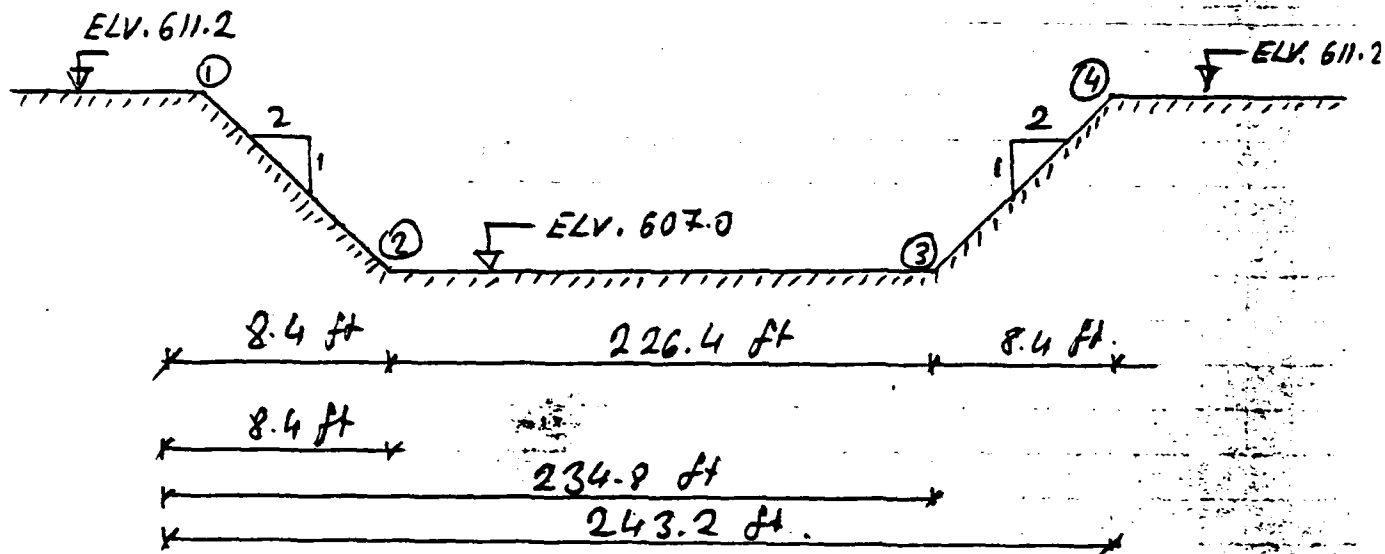 ELV. 611.2
ELV. 611.2
1
4
2
1
2
1
ELV. 607.0
2
3
8.4 ft
226.4 ft
8.4 ft.
8.4 ft
234.8 ft
243.2 ft.